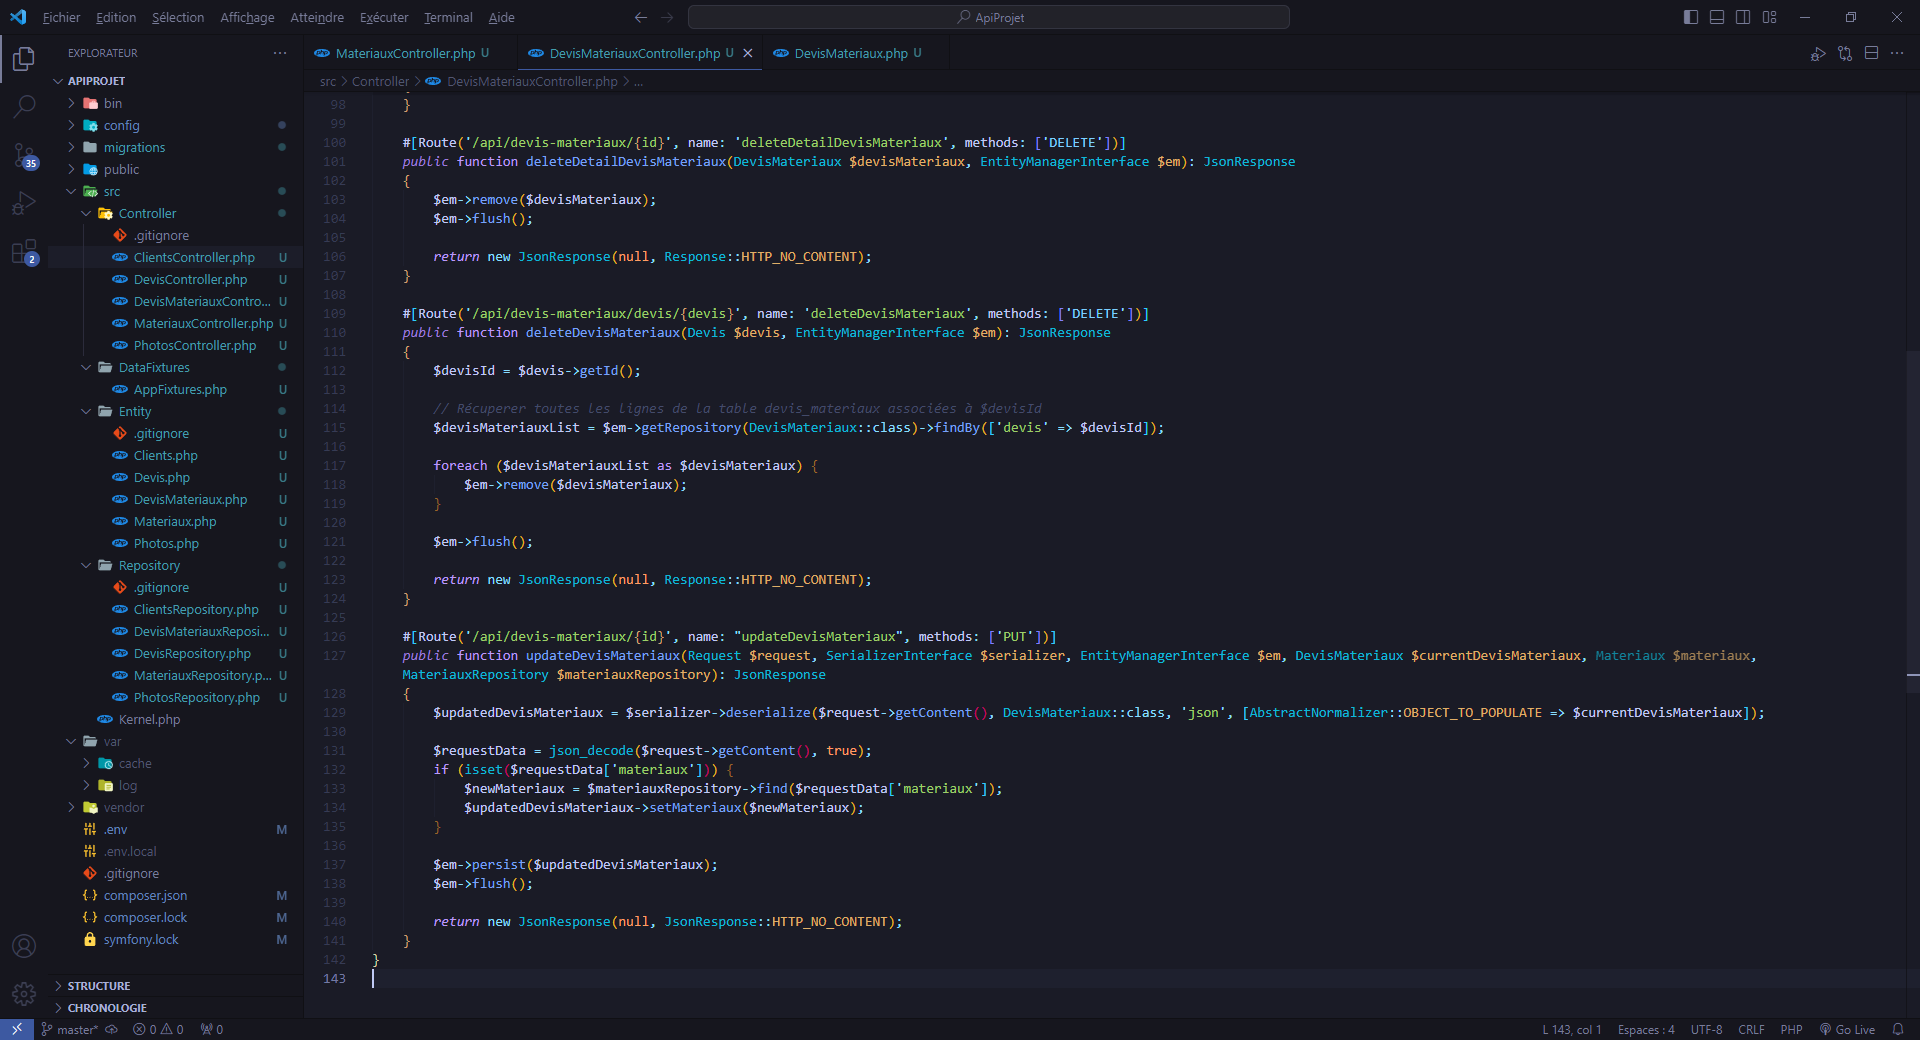 Fichier Edition Sélection Affichage Atteindre Exécuter Terminal Aide
ApiProjet
EXPLORATEUR
MateriauxController.php U
DevisMateriauxController.php U
DevisMateriaux.php U
src > Controller > DevisMateriauxController.php > ...
35
2
APIPROJET
bin
config
migrations
public
src
Controller
.gitignore
ClientsController.php U
DevisController.php U
DevisMateriauxContro... U
MateriauxController.php U
PhotosController.php U
DataFixtures
AppFixtures.php U
Entity
.gitignore U
Clients.php U
Devis.php U
DevisMateriaux.php U
Materiaux.php U
Photos.php U
Repository
.gitignore U
ClientsRepository.php U
DevisMateriauxReposi... U
DevisRepository.php U
MateriauxRepository.p... U
PhotosRepository.php U
Kernel.php
var
cache
log
vendor
.env M
.env.local
.gitignore
composer.json M
composer.lock M
symfony.lock M
STRUCTURE
CHRONOLOGIE
98 }
99
100 #[Route('/api/devis-materiaux/{id}', name: 'deleteDetailDevisMateriaux', methods: ['DELETE'])]
101 public function deleteDetailDevisMateriaux(DevisMateriaux $devisMateriaux, EntityManagerInterface $em): JsonResponse
102 {
103 $em->remove($devisMateriaux);
104 $em->flush();
105
106 return new JsonResponse(null, Response::HTTP_NO_CONTENT);
107 }
108
109 #[Route('/api/devis-materiaux/devis/{devis}', name: 'deleteDevisMateriaux', methods: ['DELETE'])]
110 public function deleteDevisMateriaux(Devis $devis, EntityManagerInterface $em): JsonResponse
111 {
112 $devisId = $devis->getId();
113
114 // Récuperer toutes les lignes de la table devis_materiaux associées à $devisId
115 $devisMateriauxList = $em->getRepository(DevisMateriaux::class)->findBy(['devis' => $devisId]);
116
117 foreach ($devisMateriauxList as $devisMateriaux) {
118 $em->remove($devisMateriaux);
119 }
120
121 $em->flush();
122
123 return new JsonResponse(null, Response::HTTP_NO_CONTENT);
124 }
125
126 #[Route('/api/devis-materiaux/{id}', name: "updateDevisMateriaux", methods: ['PUT'])]
127 public function updateDevisMateriaux(Request $request, SerializerInterface $serializer, EntityManagerInterface $em, DevisMateriaux $currentDevisMateriaux, Materiaux $materiaux,
MateriauxRepository $materiauxRepository): JsonResponse
128 {
129 $updatedDevisMateriaux = $serializer->deserialize($request->getContent(), DevisMateriaux::class, 'json', [AbstractNormalizer::OBJECT_TO_POPULATE => $currentDevisMateriaux]);
130
131 $requestData = json_decode($request->getContent(), true);
132 if (isset($requestData['materiaux'])) {
133 $newMateriaux = $materiauxRepository->find($requestData['materiaux']);
134 $updatedDevisMateriaux->setMateriaux($newMateriaux);
135 }
136
137 $em->persist($updatedDevisMateriaux);
138 $em->flush();
139
140 return new JsonResponse(null, JsonResponse::HTTP_NO_CONTENT);
141 }
142 }
143
master* 0 0 0
L 143, col 1 Espaces : 4 UTF-8 CRLF PHP Go Live